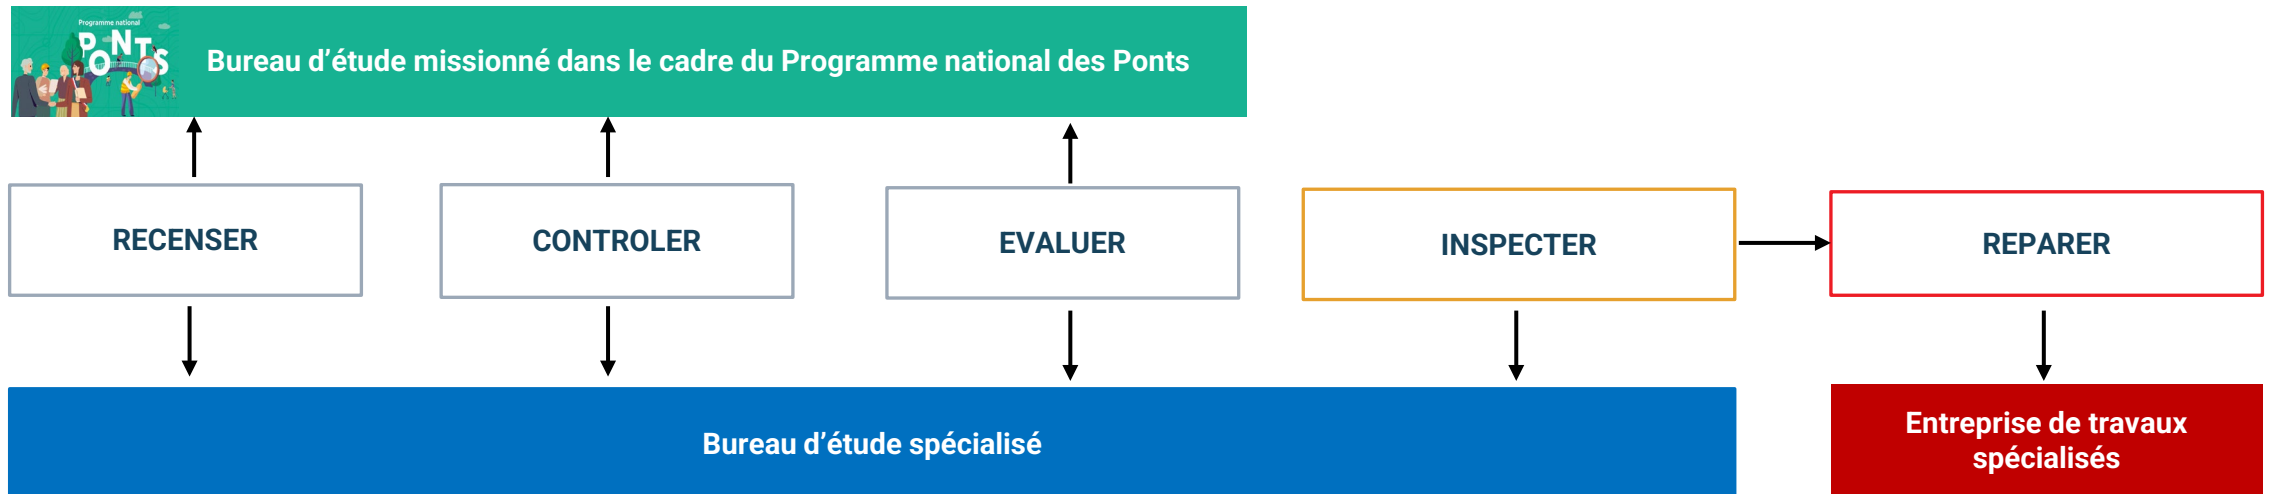 Programme national
PONTS
Bureau d’étude missionné dans le cadre du Programme national des Ponts
RECENSER
CONTROLER
EVALUER
INSPECTER
REPARER
Bureau d’étude spécialisé
Entreprise de travaux
spécialisés